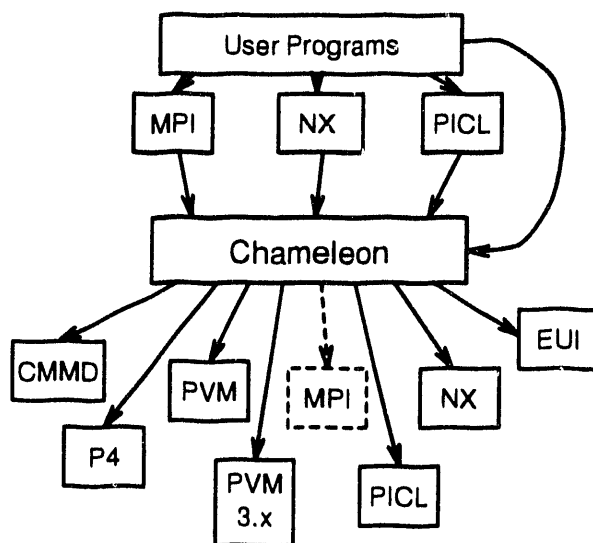 User Programs
MPI
NX
PICL
Chameleon
CMMD
P4
PVM
PVM
3.x
MPI
PICL
NX
EUI